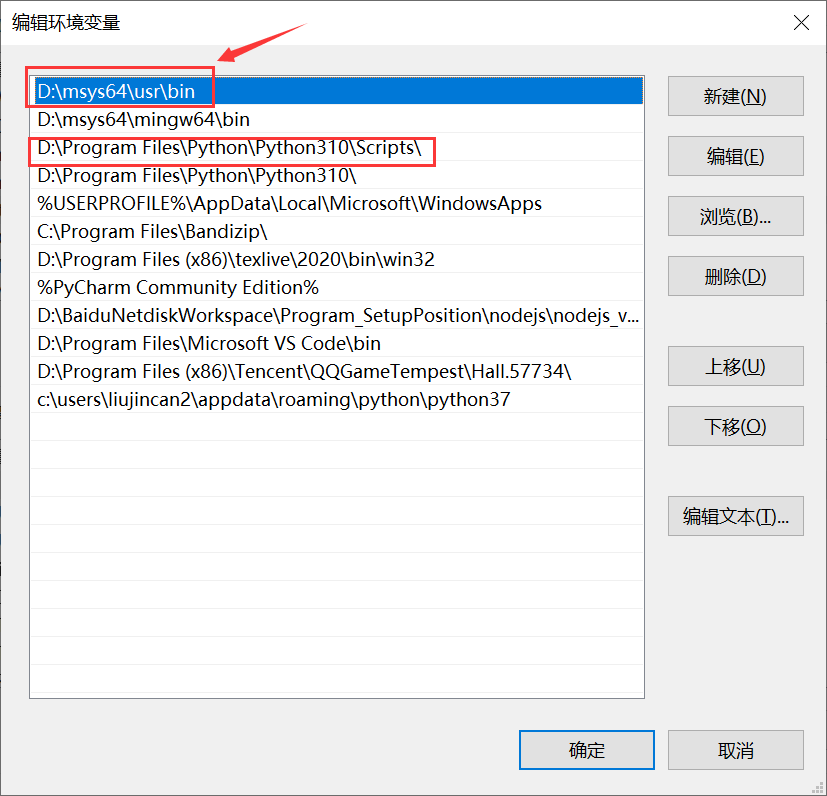 编辑环境变量
D:\msys64\usr\bin
D:\msys64\mingw64\bin
D:\Program Files\Python\Python310\Scripts\
D:\Program Files\Python\Python310\
%USERPROFILE%\AppData\Local\Microsoft\WindowsApps
C:\Program Files\Bandizip\
D:\Program Files (x86)\texlive\2020\bin\win32
%PyCharm Community Edition%
D:\BaiduNetdiskWorkspace\Program_SetupPosition\nodejs\nodejs_v...
D:\Program Files\Microsoft VS Code\bin
D:\Program Files (x86)\Tencent\QQGameTempest\Hall.57734\
c:\users\liujincan2\appdata\roaming\python\python37
新建(N)
编辑(E)
浏览(B)...
删除(D)
上移(U)
下移(O)
编辑文本(T)...
确定
取消